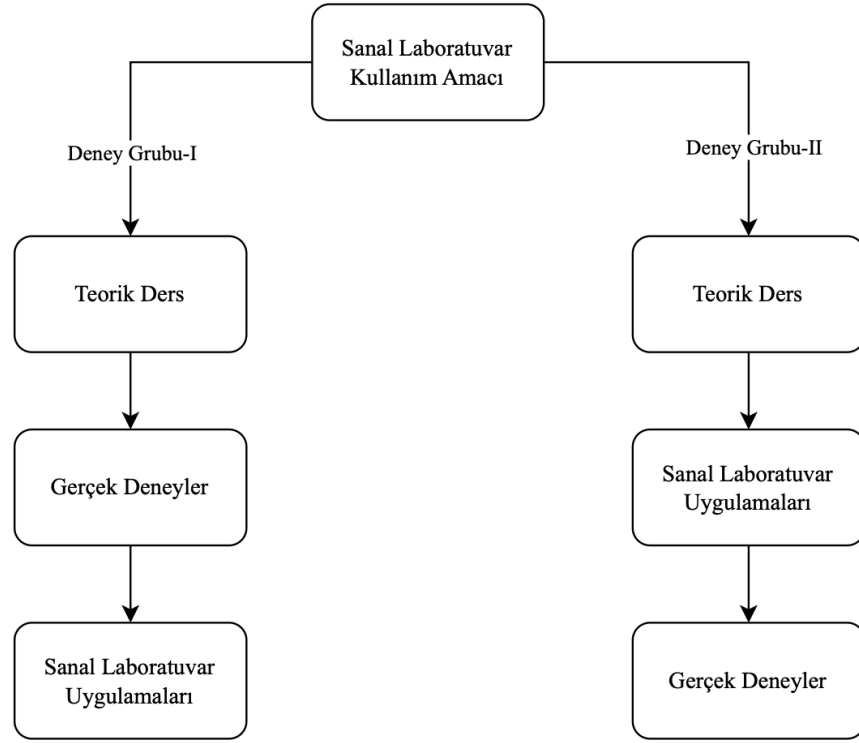 Sanal Laboratuvar
Kullanım Amacı
Deney Grubu-I
Deney Grubu-II
Teorik Ders
Teorik Ders
Gerçek Deneyler
Sanal Laboratuvar
Uygulamaları
Sanal Laboratuvar
Uygulamaları
Gerçek Deneyler